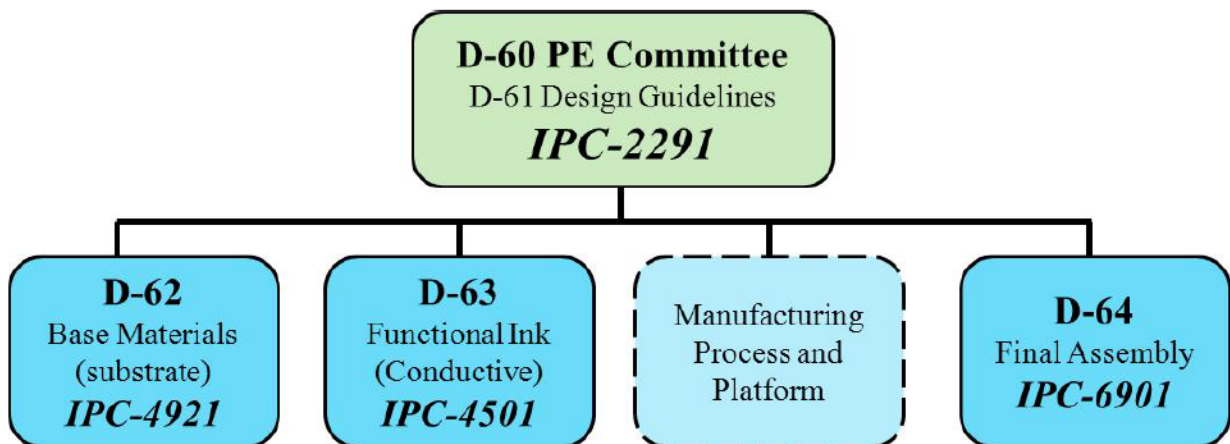 D-60 PE Committee
D-61 Design Guidelines
IPC-2291
D-62
Base Materials
(substrate)
IPC-4921
D-63
Functional Ink
(Conductive)
IPC-4501
Manufacturing
Process and
Platform
D-64
Final Assembly
IPC-6901